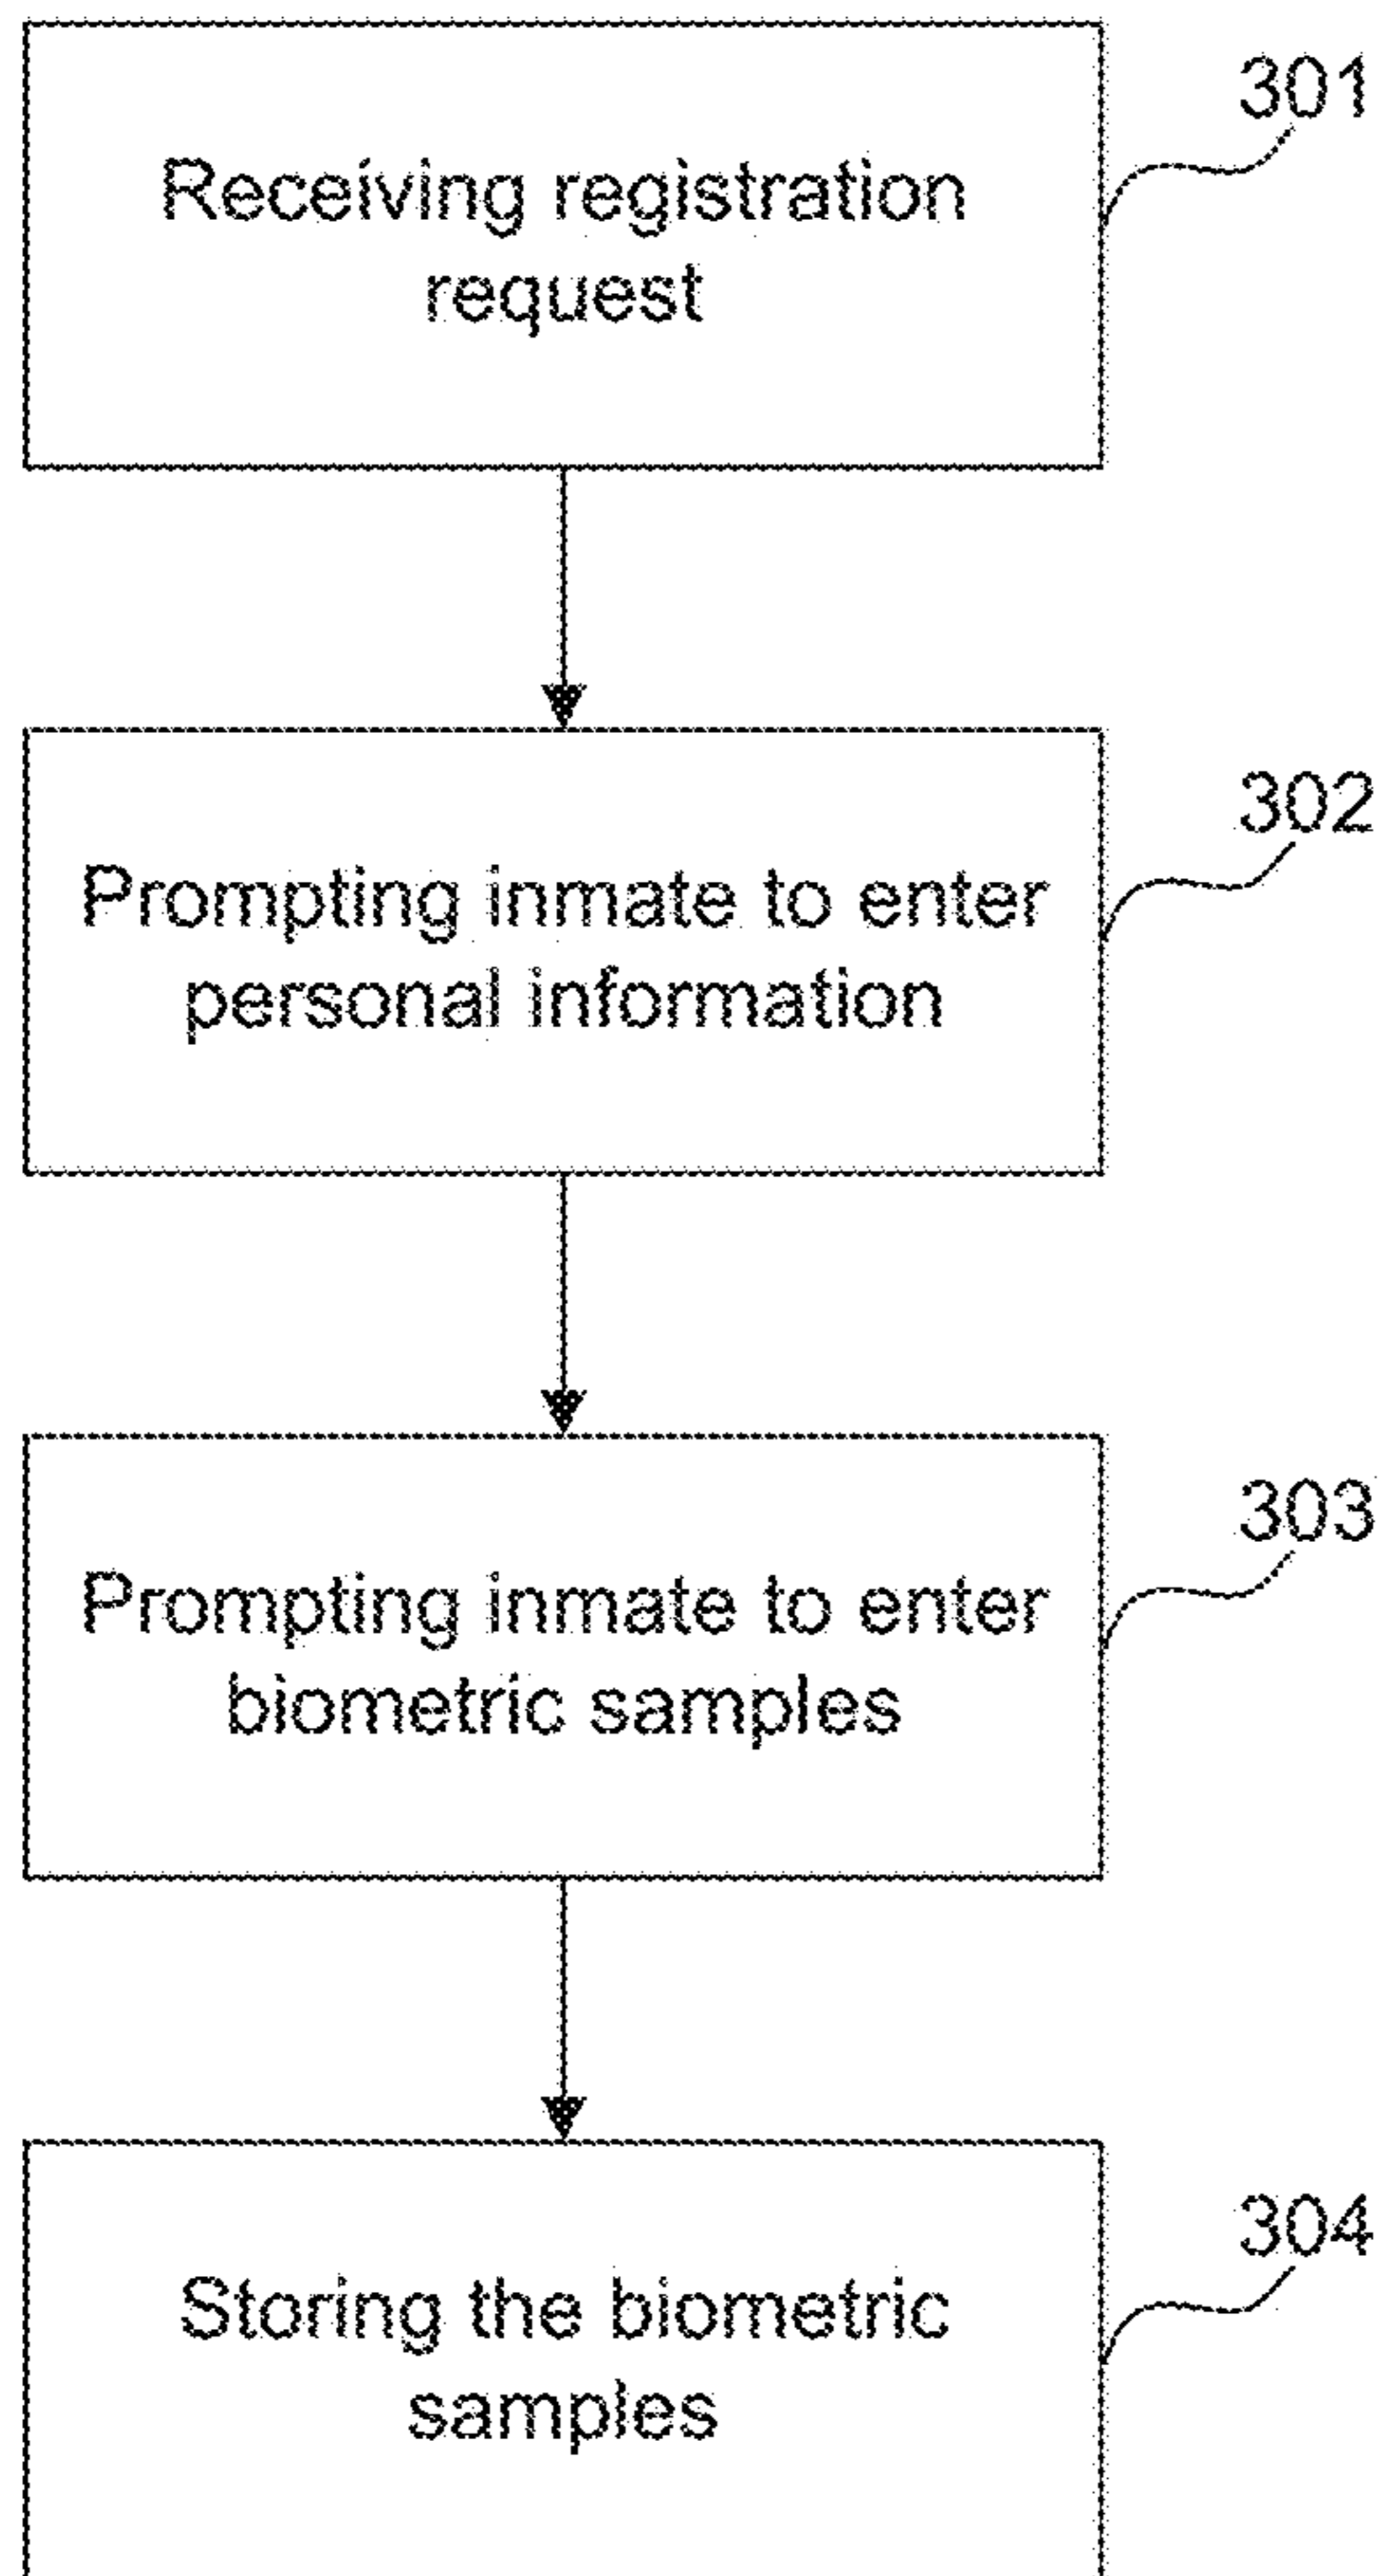 301
Receiving registration
request
302
Prompting inmate to enter
personal information
303
Prompting inmate to enter
biometric samples
304
Storing the biometric
samples